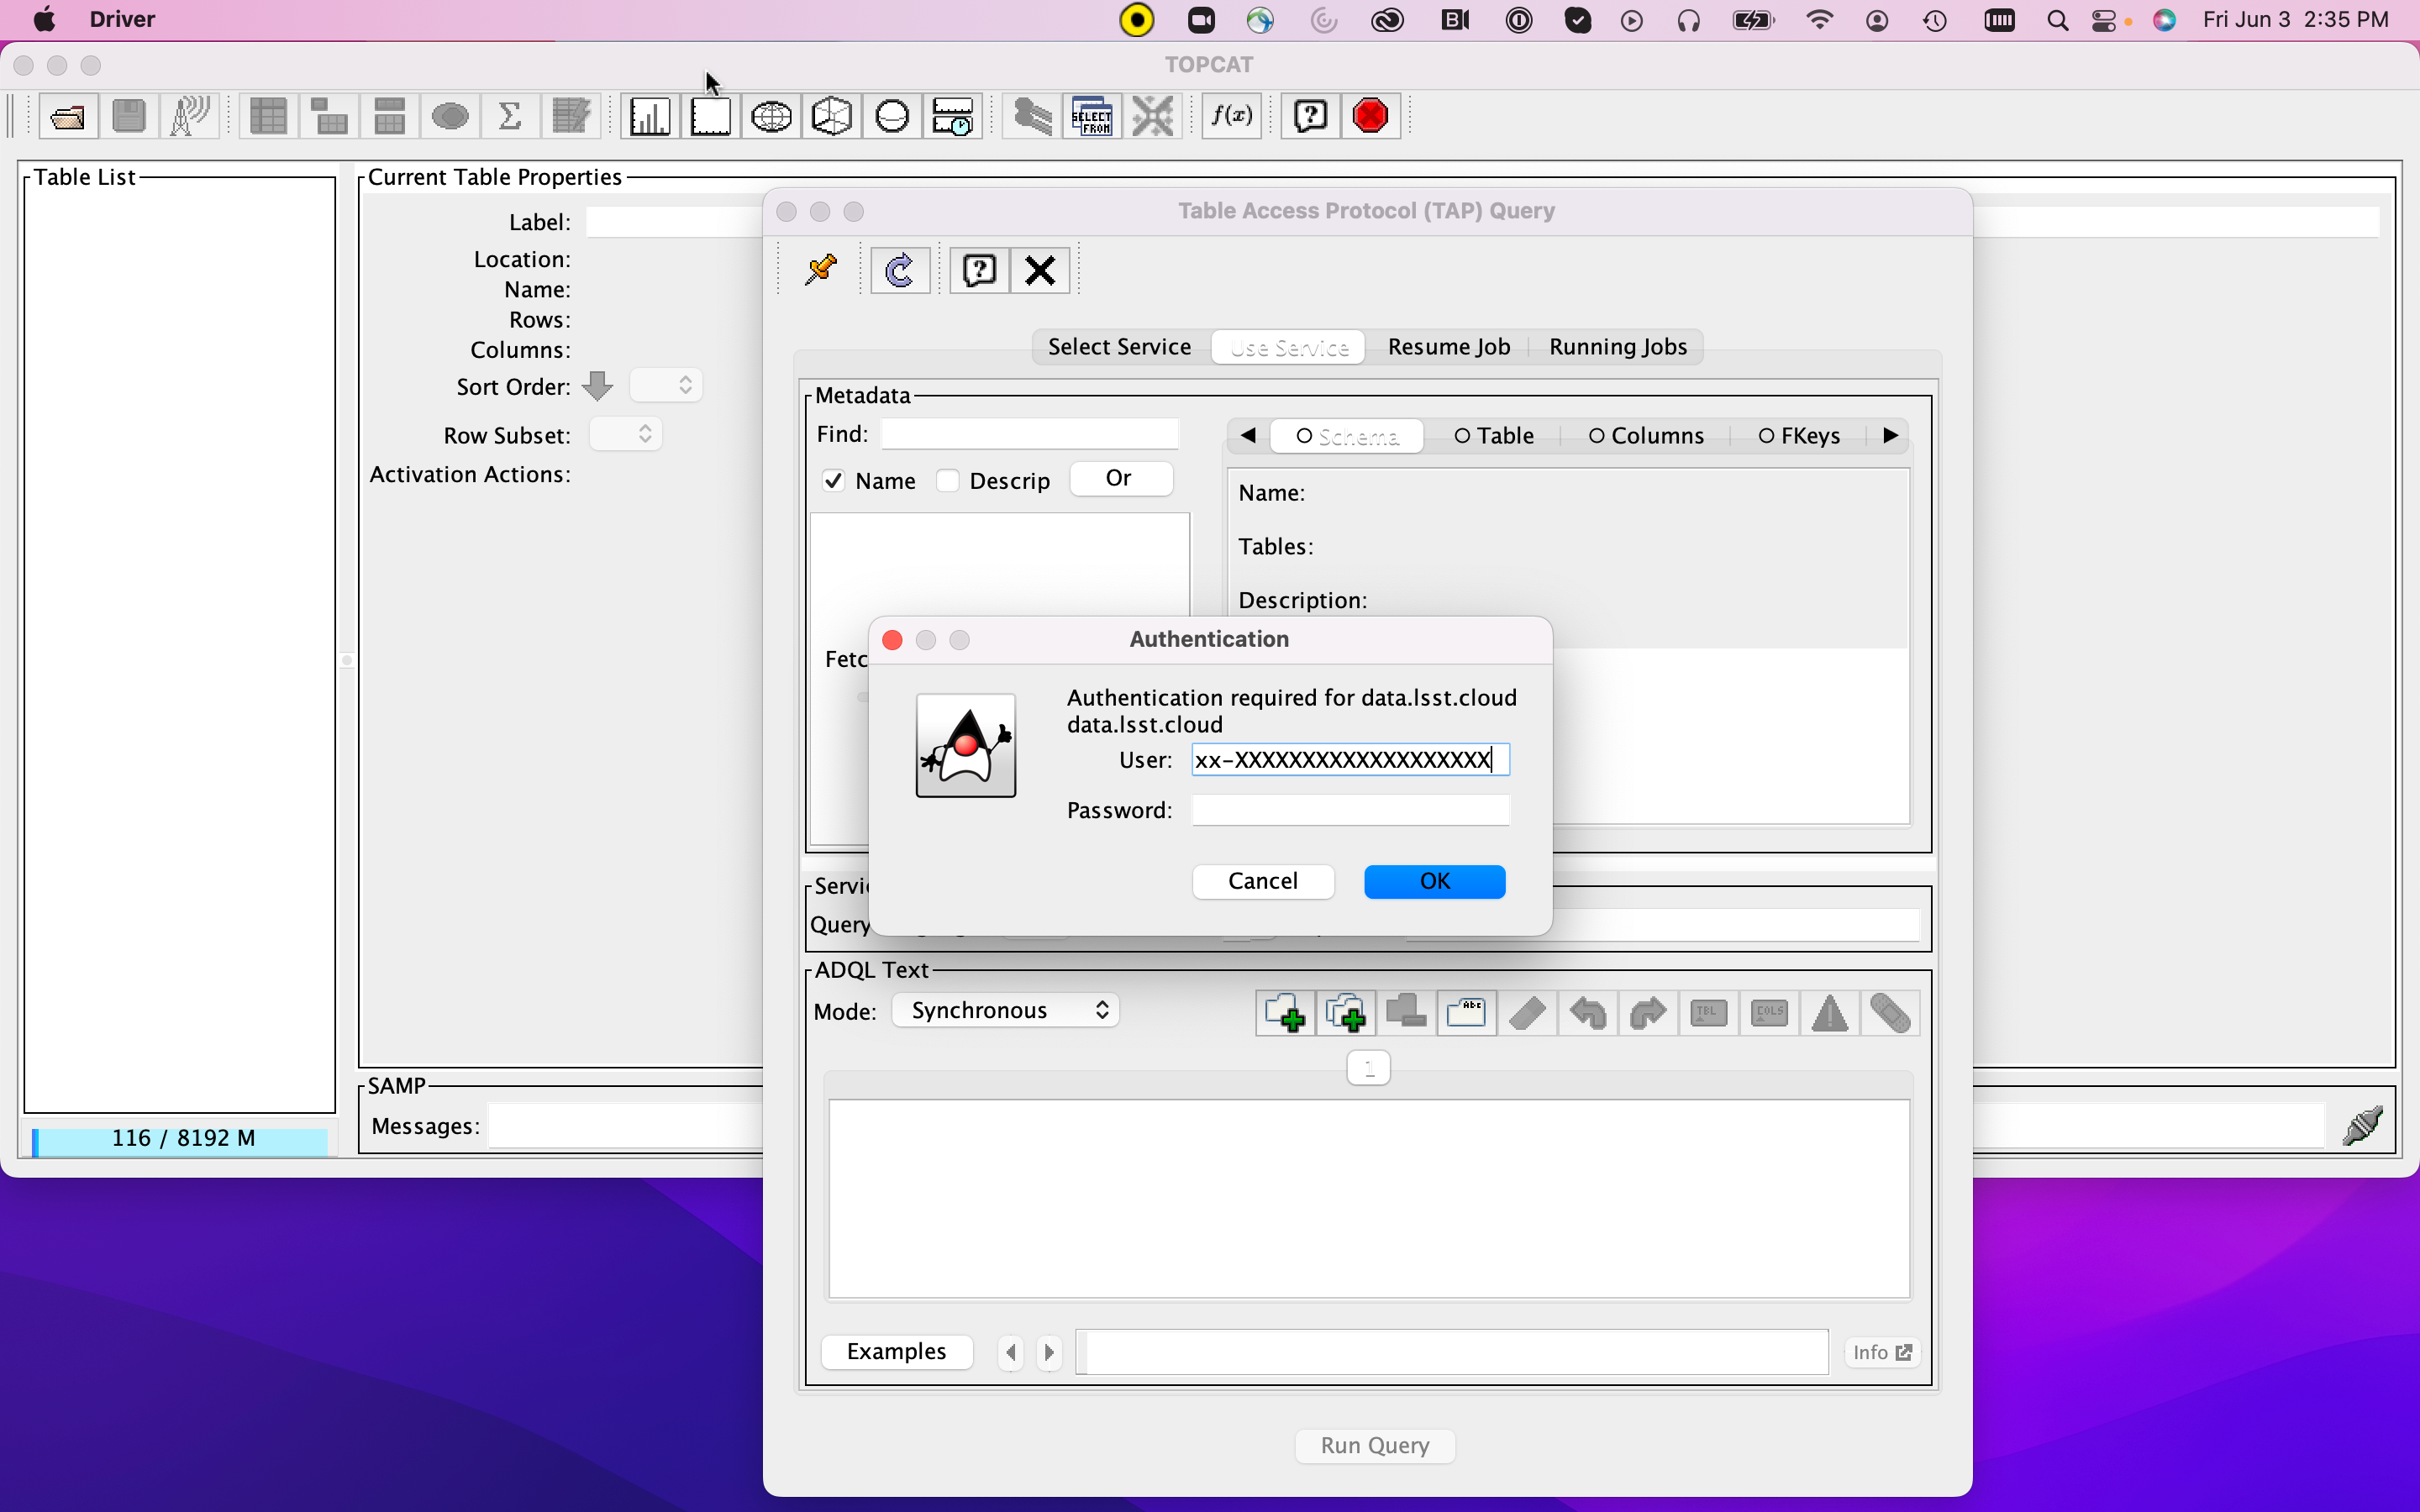 Driver
Fri Jun 3 2:35 PM
TOPCAT
SELECT FROM
f(x)
?
Table List
Current Table Properties
Label:
Location:
Name:
Rows:
Columns:
Sort Order:
Row Subset:
Activation Actions:
Table Access Protocol (TAP) Query
?
Select Service
Use Service
Resume Job
Running Jobs
Metadata
Find:
Name
Descrip
Or
Schema
Table
Columns
FKeys
Name:
Tables:
Description:
Fetc
Authentication
Authentication required for data.lsst.cloud
data.lsst.cloud
User: xx-XXXXXXXXXXXXXXXXXXX
Password:
Cancel
OK
Servi
Query
ADQL Text
Mode:
Synchronous
Abc
TBL
COLS
1
Examples
Info
Run Query
SAMP
Messages:
116 / 8192 M